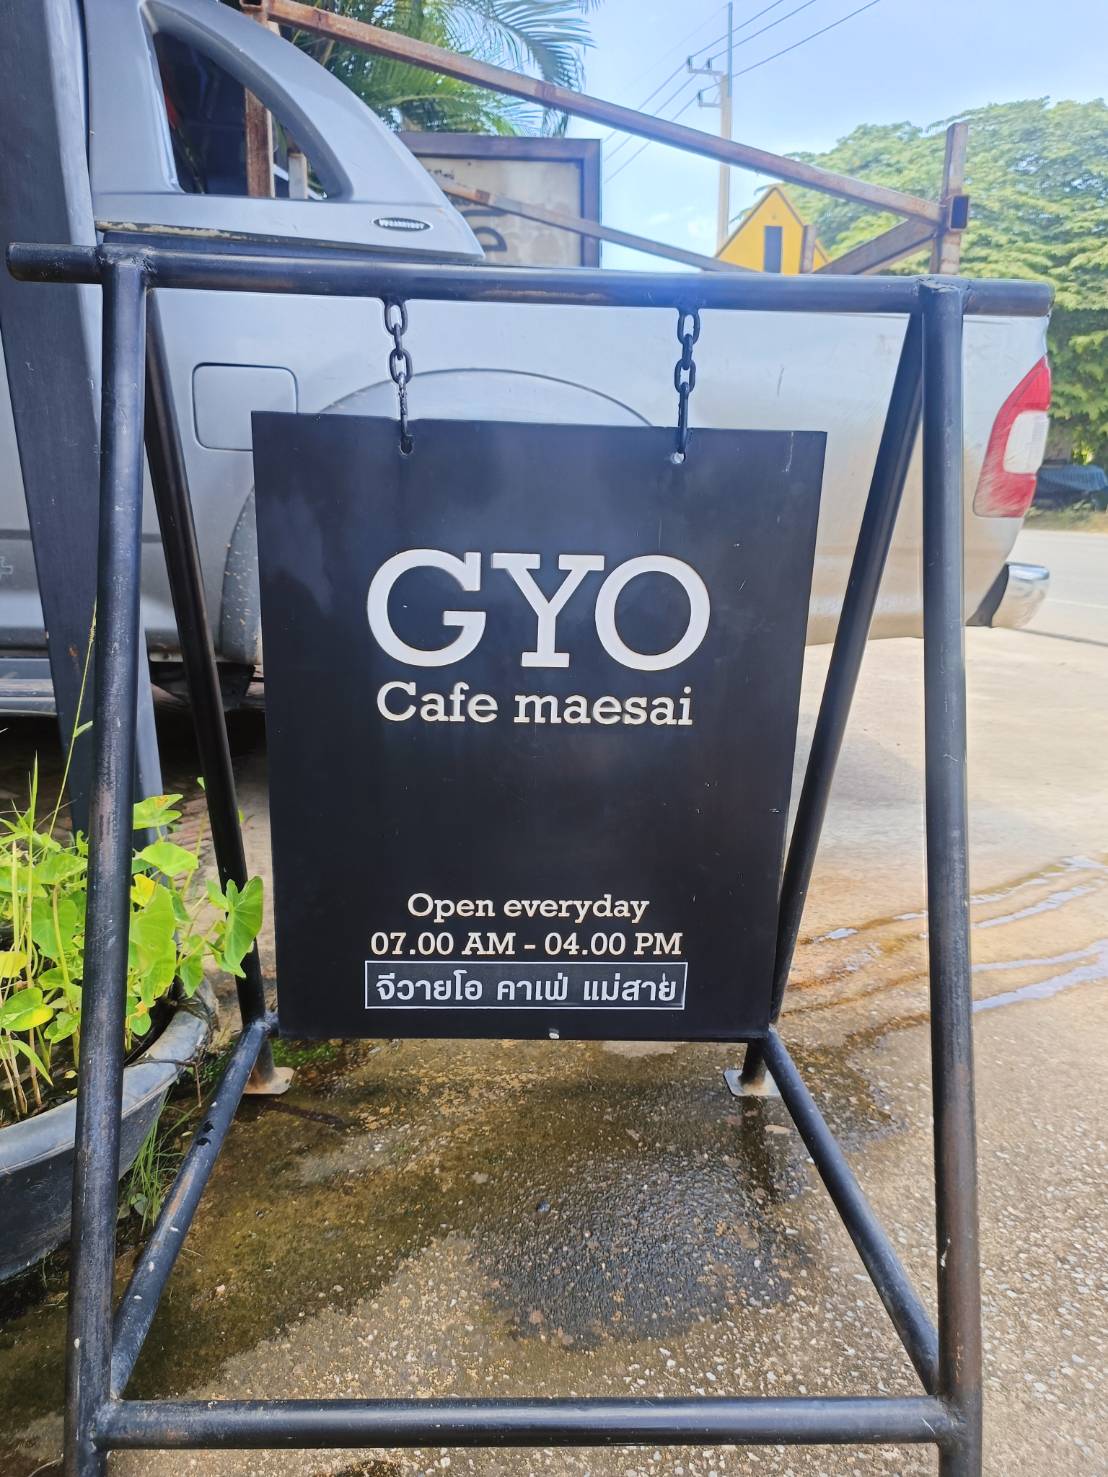 GYO
Cafe maesai
Open everyday
07.00 AM - 04.00 PM
จีวายโอ คาเฟ่ แม่สาย